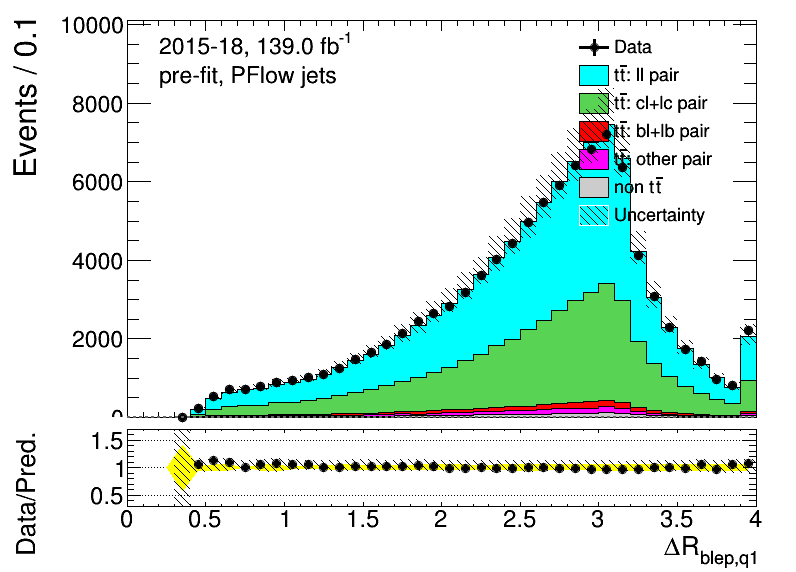 Events / 0.1
10000
8000
6000
4000
2000
0
2015-18, 139.0 fb⁻¹
pre-fit, PFlow jets
Data
tt̄: ll pair
tt̄: cl+lc pair
tt̄: bl+lb pair
tt̄ other pair
non tt̄
Uncertainty
Data/Pred.
1.5
1
0.5
0 0.5 1 1.5 2 2.5 3 3.5 4
ΔR_blep,q1